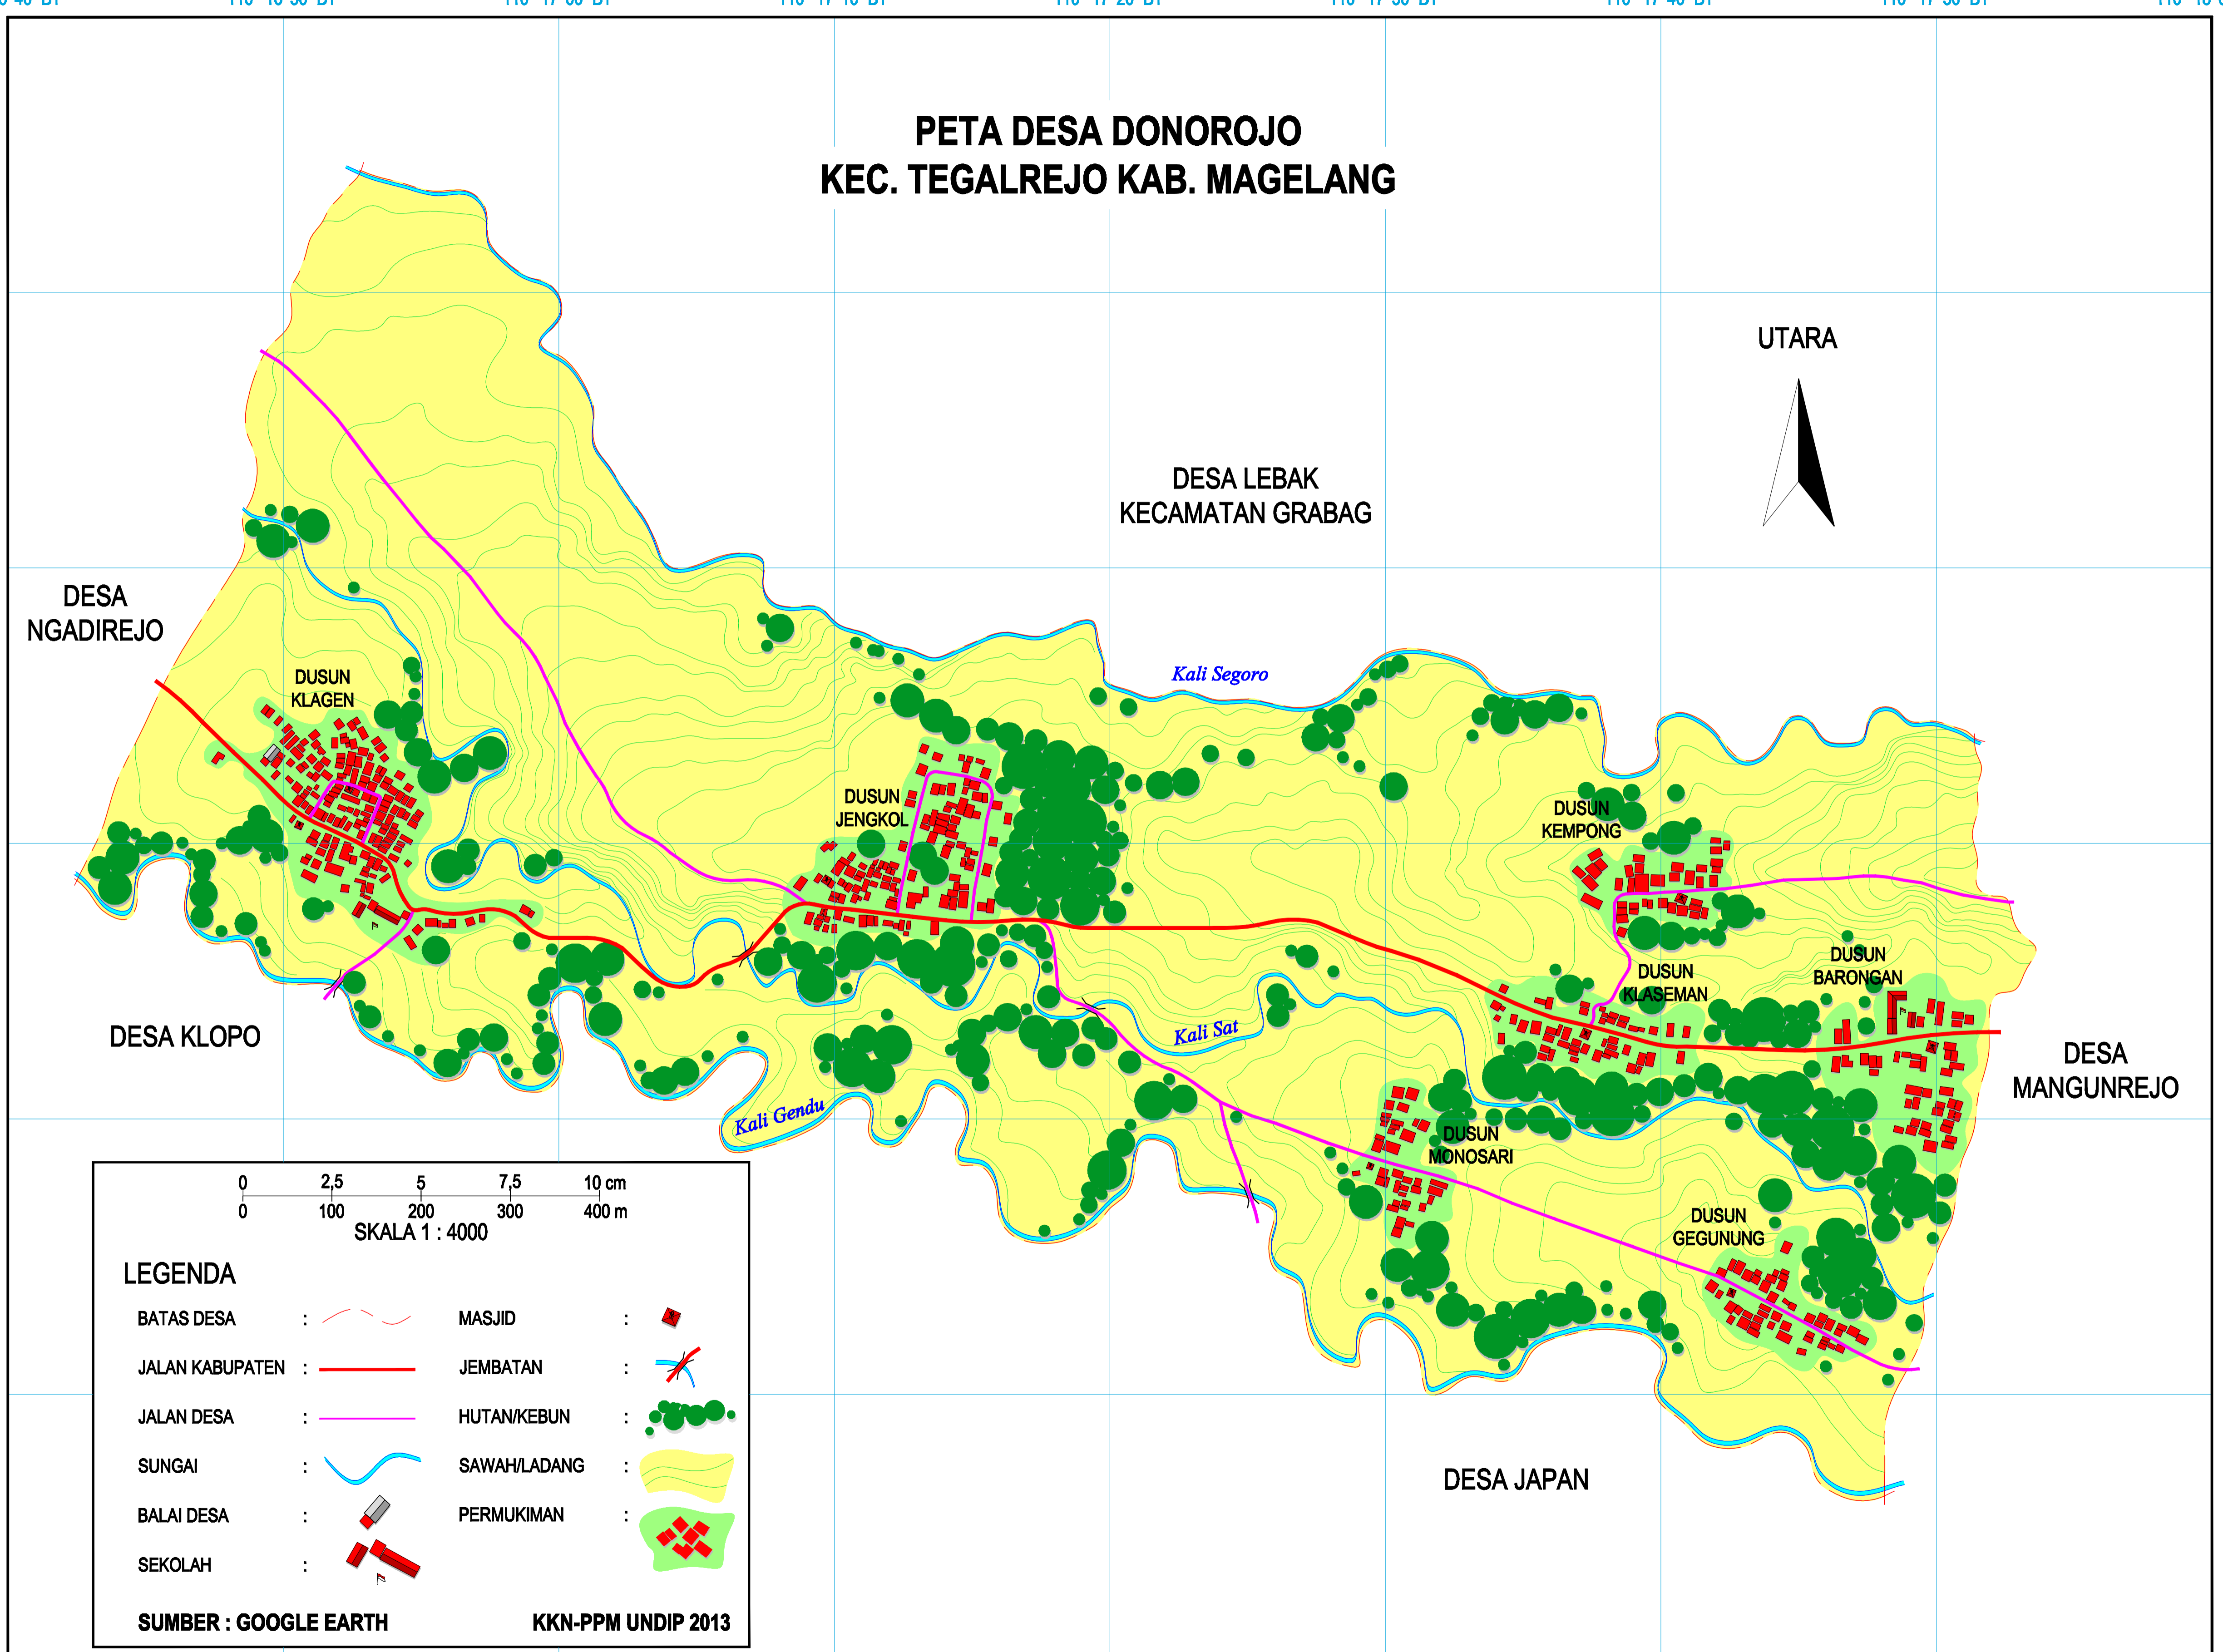 PETA DESA DONOROJO
KEC. TEGALREJO KAB. MAGELANG
UTARA
DESA LEBAK
KECAMATAN GRABAG
DESA
NGADIREJO
Kali Segoro
DUSUN
KLAGEN
DUSUN
JENGKOL
DUSUN
KEMPONG
DUSUN
BARONGAN
DUSUN
KLASEMAN
DESA KLOPO
Kali Sat
DESA
MANGUNREJO
Kali Gendu
DUSUN
MONOSARI
DUSUN
GEGUNUNG
DESA JAPAN
0 2,5 5 7,5 10 cm
0 100 200 300 400 m
SKALA 1 : 4000
LEGENDA
BATAS DESA :
JALAN KABUPATEN :
JALAN DESA :
SUNGAI :
BALAI DESA :
SEKOLAH :
MASJID :
JEMBATAN :
HUTAN/KEBUN :
SAWAH/LADANG :
PERMUKIMAN :
SUMBER : GOOGLE EARTH
KKN-PPM UNDIP 2013